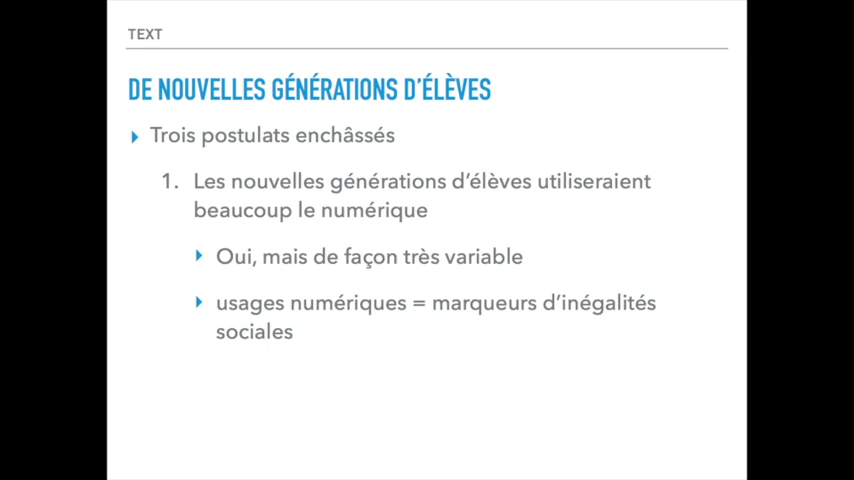 TEXT
DE NOUVELLES GÉNÉRATIONS D'ÉLÈVES
Trois postulats enchâssés
1. Les nouvelles générations d'élèves utiliseraient
beaucoup le numérique
Oui, mais de façon très variable
usages numériques = marqueurs d'inégalités
sociales